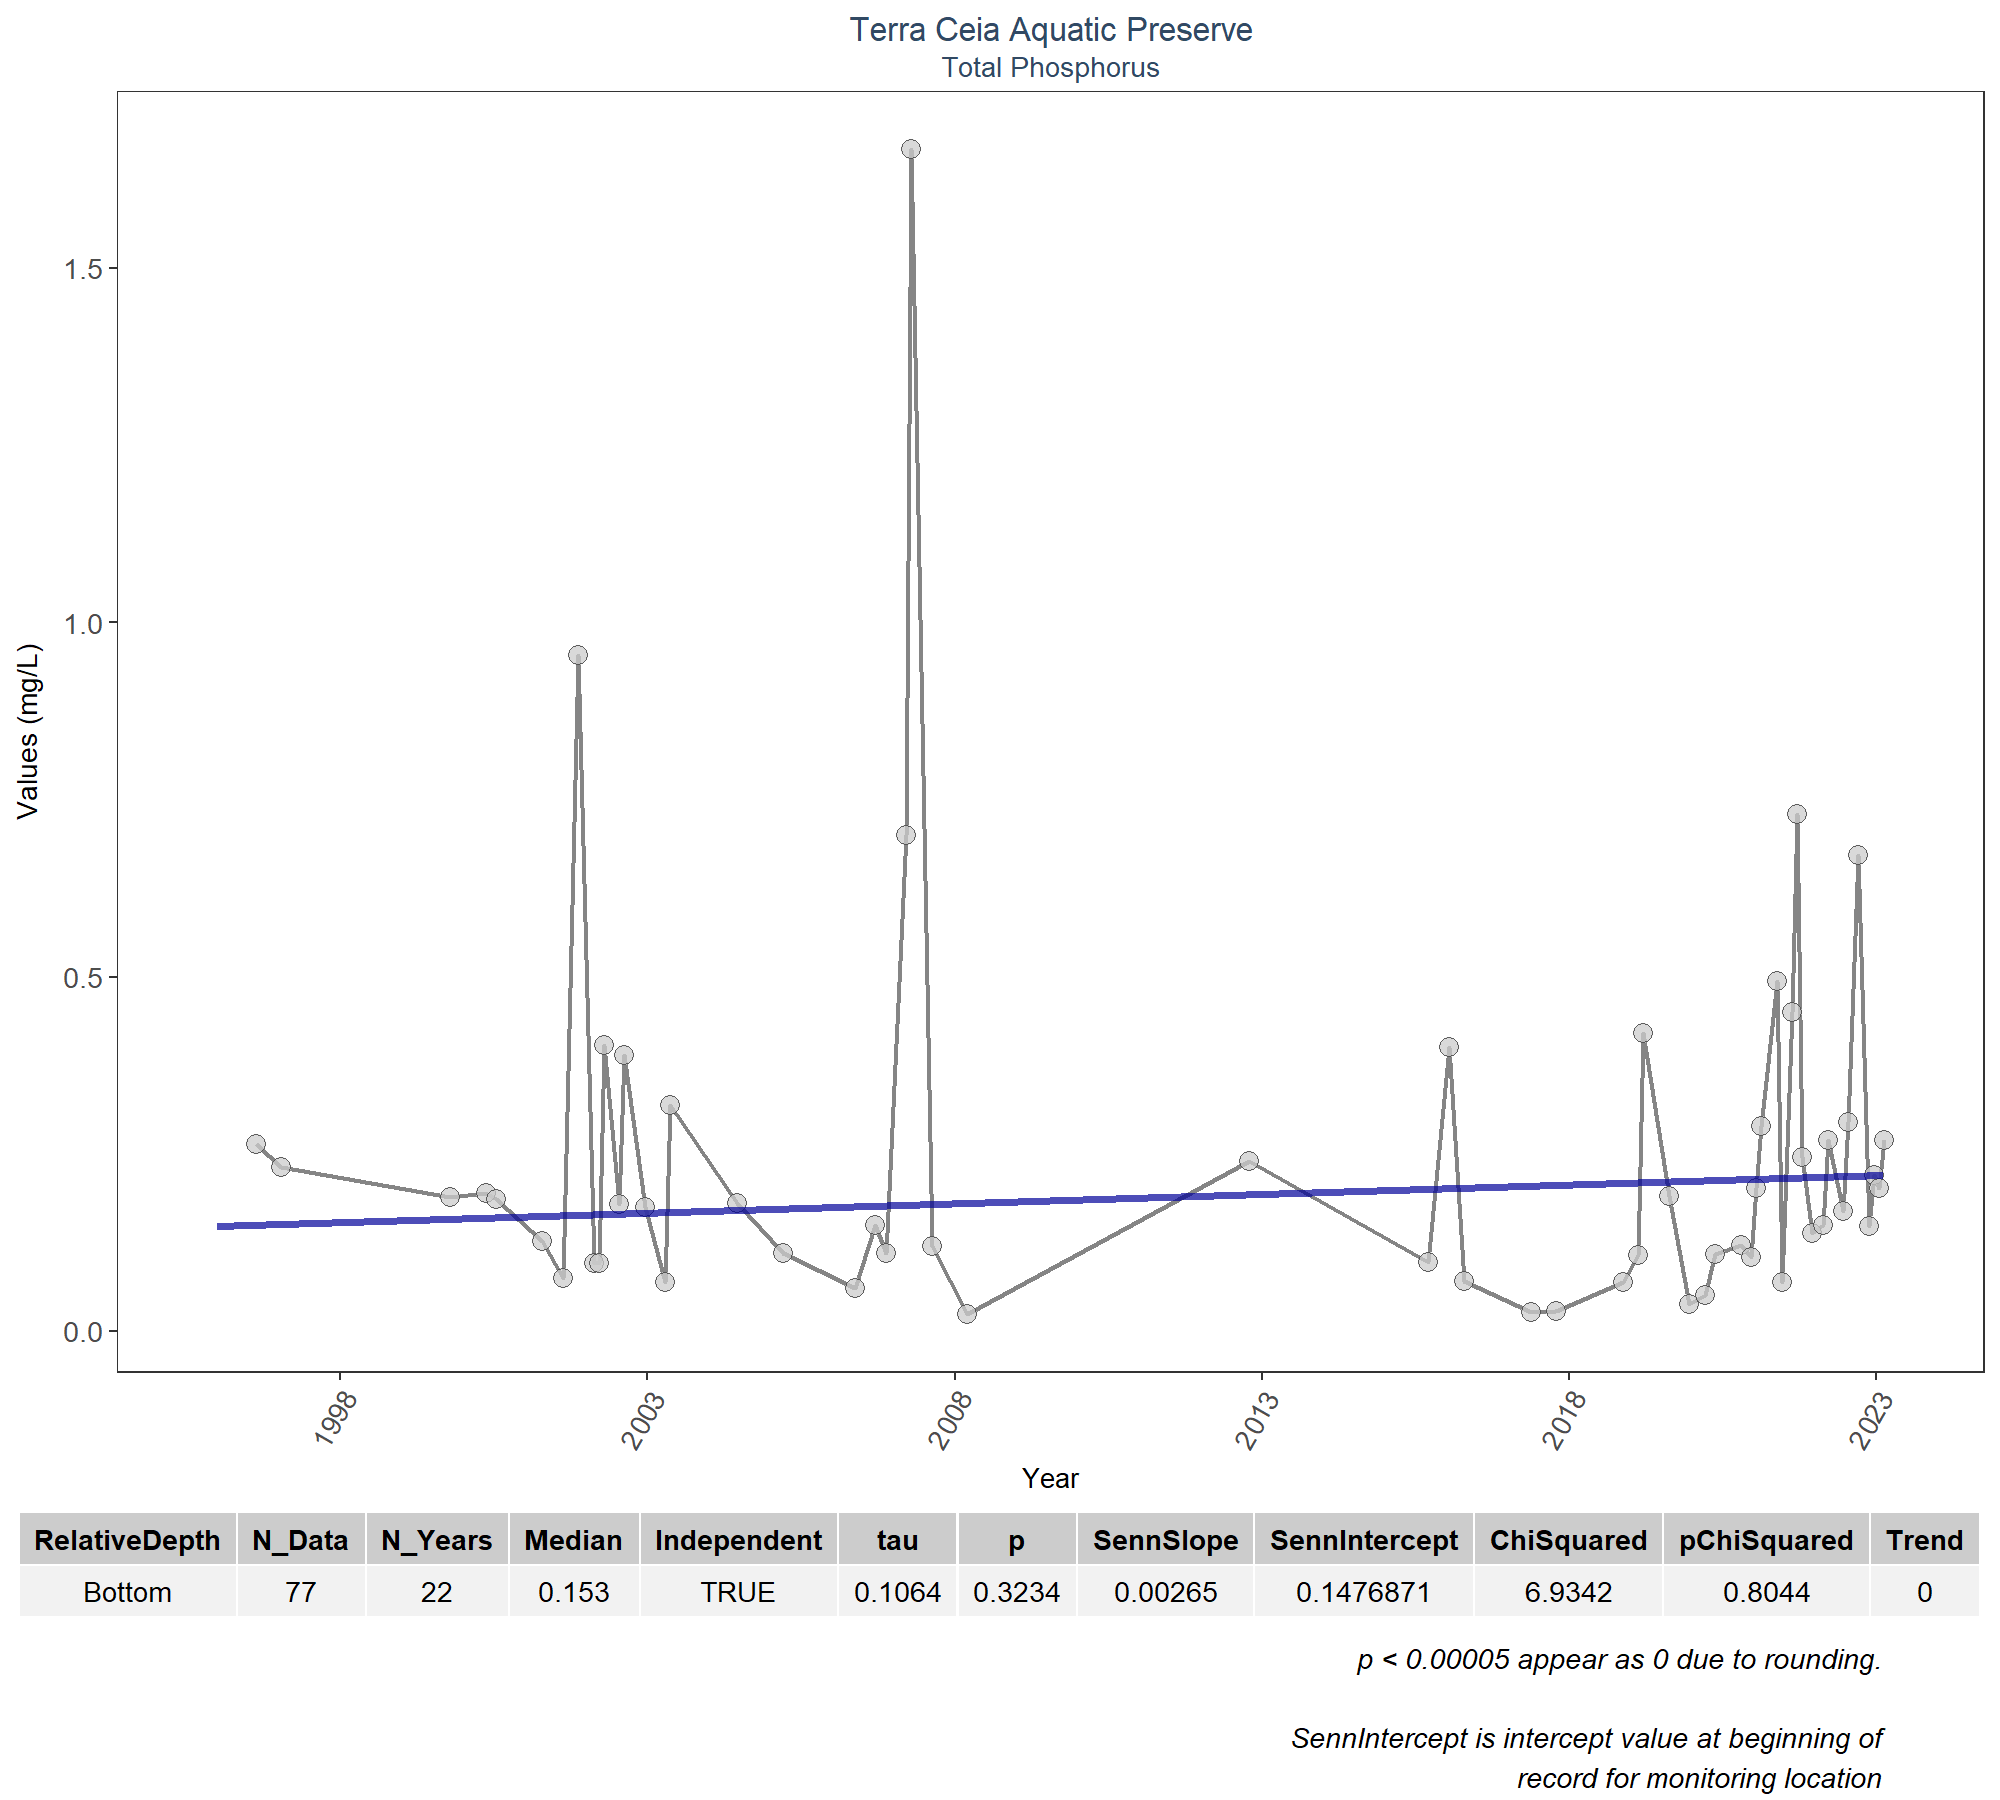 Terra Ceia Aquatic Preserve
Total Phosphorus
1.5
1.0
0.5
0.0
Values (mg/L)
1998 2003 2008 2013 2018 2023
Year
RelativeDepth N_Data N_Years Median Independent tau p SennSlope SennIntercept ChiSquared pChiSquared Trend
Bottom 77 22 0.153 TRUE 0.1064 0.3234 0.00265 0.1476871 6.9342 0.8044 0
p < 0.00005 appear as 0 due to rounding.
SennIntercept is intercept value at beginning of
record for monitoring location